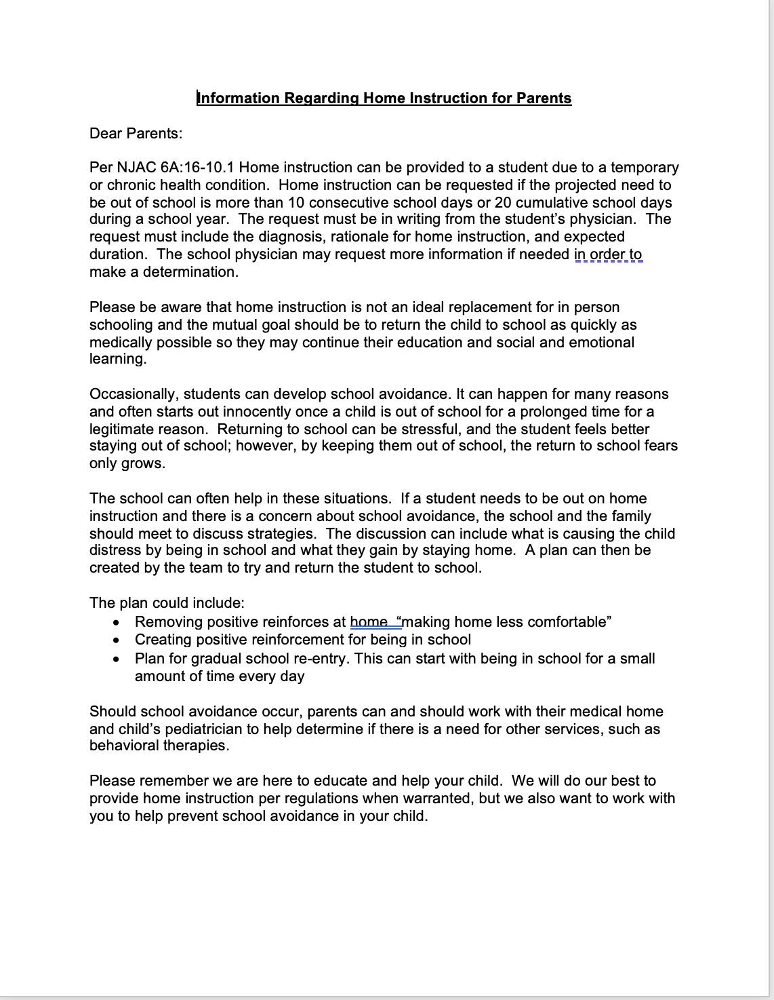 Information Regarding Home Instruction for Parents
Dear Parents:
Per NJAC 6A:16-10.1 Home instruction can be provided to a student due to a temporary
or chronic health condition.  Home instruction can be requested if the projected need to
be out of school is more than 10 consecutive school days or 20 cumulative school days
during a school year.  The request must be in writing from the student’s physician.  The
request must include the diagnosis, rationale for home instruction, and expected
duration.  The school physician may request more information if needed in order to
make a determination.
Please be aware that home instruction is not an ideal replacement for in person
schooling and the mutual goal should be to return the child to school as quickly as
medically possible so they may continue their education and social and emotional
learning.
Occasionally, students can develop school avoidance. It can happen for many reasons
and often starts out innocently once a child is out of school for a prolonged time for a
legitimate reason.  Returning to school can be stressful, and the student feels better
staying out of school; however, by keeping them out of school, the return to school fears
only grows.
The school can often help in these situations.  If a student needs to be out on home
instruction and there is a concern about school avoidance, the school and the family
should meet to discuss strategies.  The discussion can include what is causing the child
distress by being in school and what they gain by staying home.  A plan can then be
created by the team to try and return the student to school.
The plan could include:
• Removing positive reinforces at home  “making home less comfortable”
• Creating positive reinforcement for being in school
• Plan for gradual school re-entry. This can start with being in school for a small
amount of time every day
Should school avoidance occur, parents can and should work with their medical home
and child’s pediatrician to help determine if there is a need for other services, such as
behavioral therapies.
Please remember we are here to educate and help your child.  We will do our best to
provide home instruction per regulations when warranted, but we also want to work with
you to help prevent school avoidance in your child.